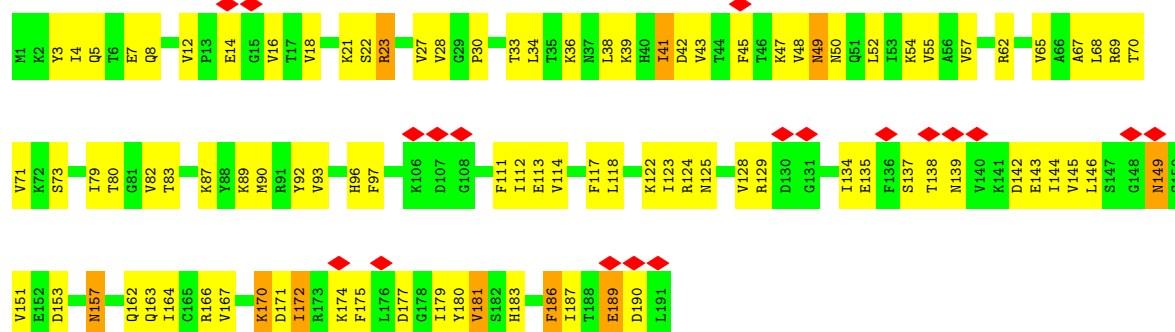 M1 K2 Y3 I4 Q5 T6 E7 Q8 V12 P13 E14 G15 V16 T17 V18 K21 S22 R23 V27 V28 G29 P30 T33 L34 T35 K36 N37 L38 K39 H40 I41 D42 V43 T44 F45 T46 K47 V48 N49 N50 Q51 L52 I53 K54 V55 A56 V57 R62 V65 A66 A67 L68 R69 T70
V71 K72 S73 I79 T80 G81 V82 T83 K87 Y88 K89 M90 R91 Y92 V93 H96 F97 K106 D107 G108 F111 I112 E113 V114 F117 L118 K122 I123 R124 N125 V128 R129 D130 G131 I134 E135 F136 S137 T138 N139 V140 K141 D142 E143 I144 V145 L146 S147 G148 N149
V151 E152 D153 N157 Q162 Q163 I164 C165 R166 V167 K170 D171 I172 R173 K174 F175 L176 D177 G178 I179 Y180 V181 S182 H183 F186 I187 T188 E189 D190 L191